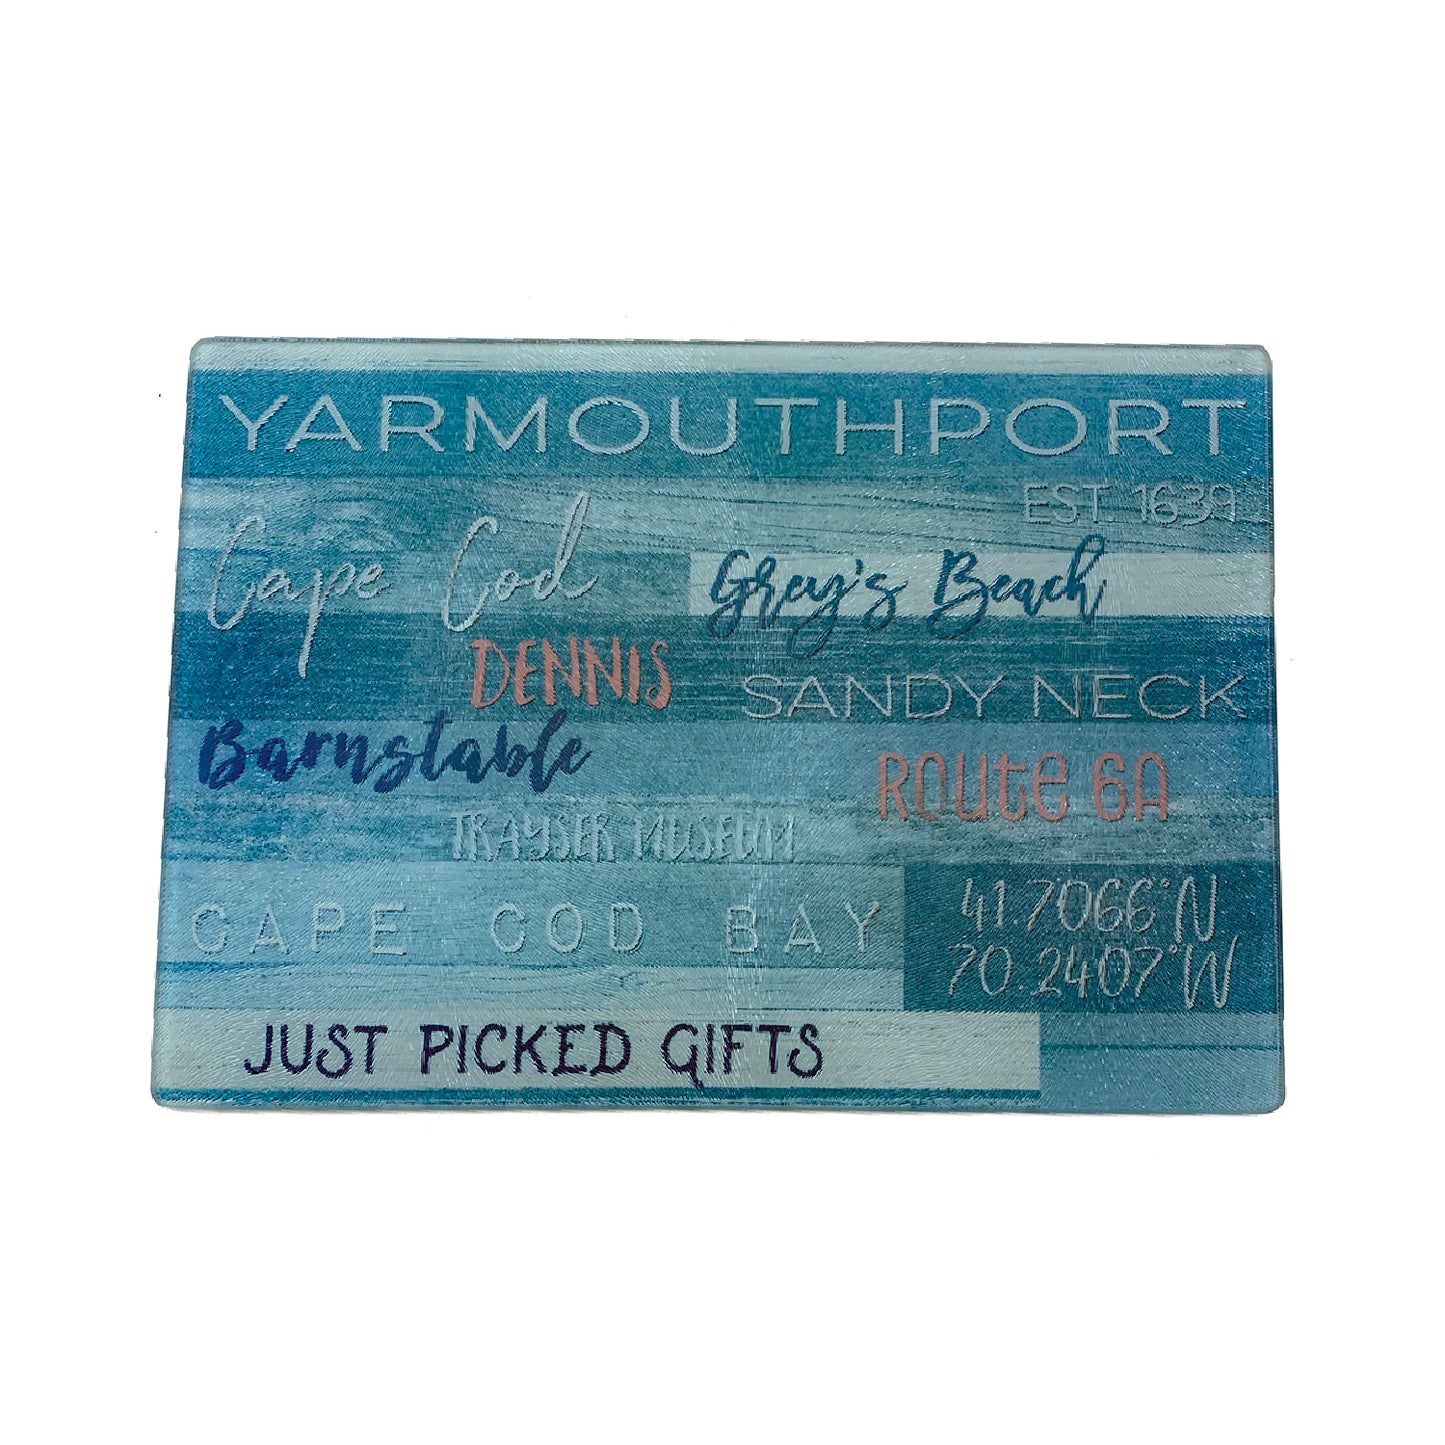 YARMOUTHPORT
EST. 1639
Cape Cod
Grey's Beach
DENNIS
SANDY NECK
Barnstable
Route 6A
TRAYSER MUSEUM
CAPE COD BAY
41.7066°N
70.2407°W
JUST PICKED GIFTS